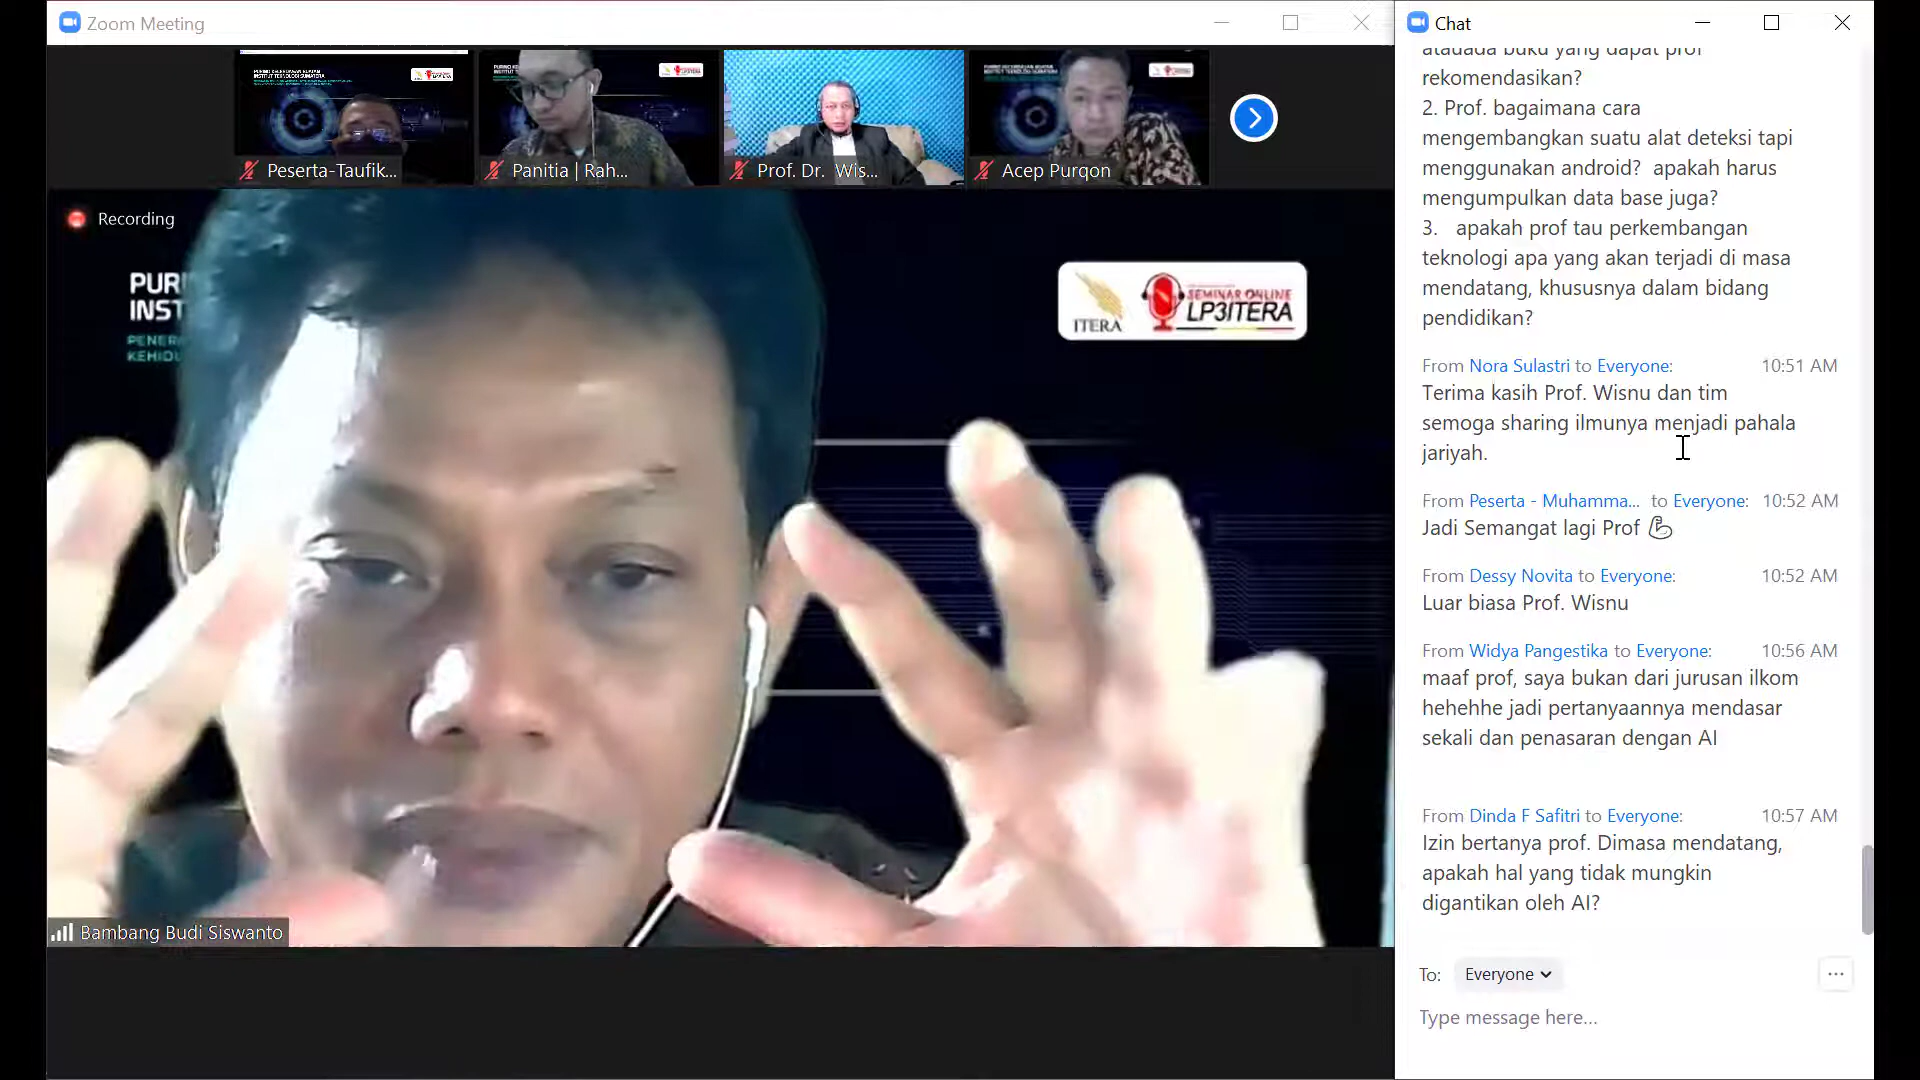 Zoom Meeting
Peserta-Taufik...
Panitia | Rah...
Prof. Dr. Wis...
Acep Purqon
Recording
PURI
INST
PENER
KEHIDU
ITERA
SEMINAR ONLINE
LP3ITERA
Bambang Budi Siswanto
Chat
rekomendasikan?
2. Prof. bagaimana cara
mengembangkan suatu alat deteksi tapi
menggunakan android? apakah harus
mengumpulkan data base juga?
3. apakah prof tau perkembangan
teknologi apa yang akan terjadi di masa
mendatang, khususnya dalam bidang
pendidikan?
From Nora Sulastri to Everyone: 10:51 AM
Terima kasih Prof. Wisnu dan tim
semoga sharing ilmunya menjadi pahala
jariyah.
From Peserta - Muhamma... to Everyone: 10:52 AM
Jadi Semangat lagi Prof 💪
From Dessy Novita to Everyone: 10:52 AM
Luar biasa Prof. Wisnu
From Widya Pangestika to Everyone: 10:56 AM
maaf prof, saya bukan dari jurusan ilkom
hehehhe jadi pertanyaannya mendasar
sekali dan penasaran dengan AI
From Dinda F Safitri to Everyone: 10:57 AM
Izin bertanya prof. Dimasa mendatang,
apakah hal yang tidak mungkin
digantikan oleh AI?
To: Everyone
Type message here...